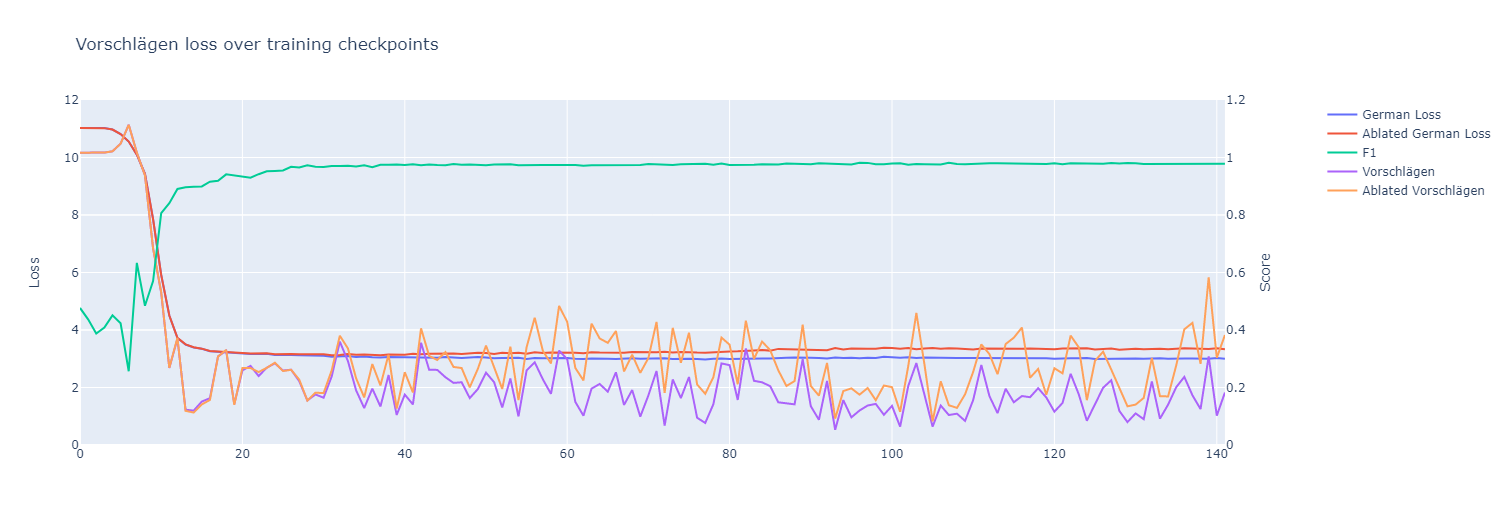 Vorschlägen loss over training checkpoints
12
10
8
6
4
2
0
Loss
0
20
40
60
80
100
120
140
1.2
1
0.8
0.6
0.4
0.2
0
Score
German Loss
Ablated German Loss
F1
Vorschlägen
Ablated Vorschlägen